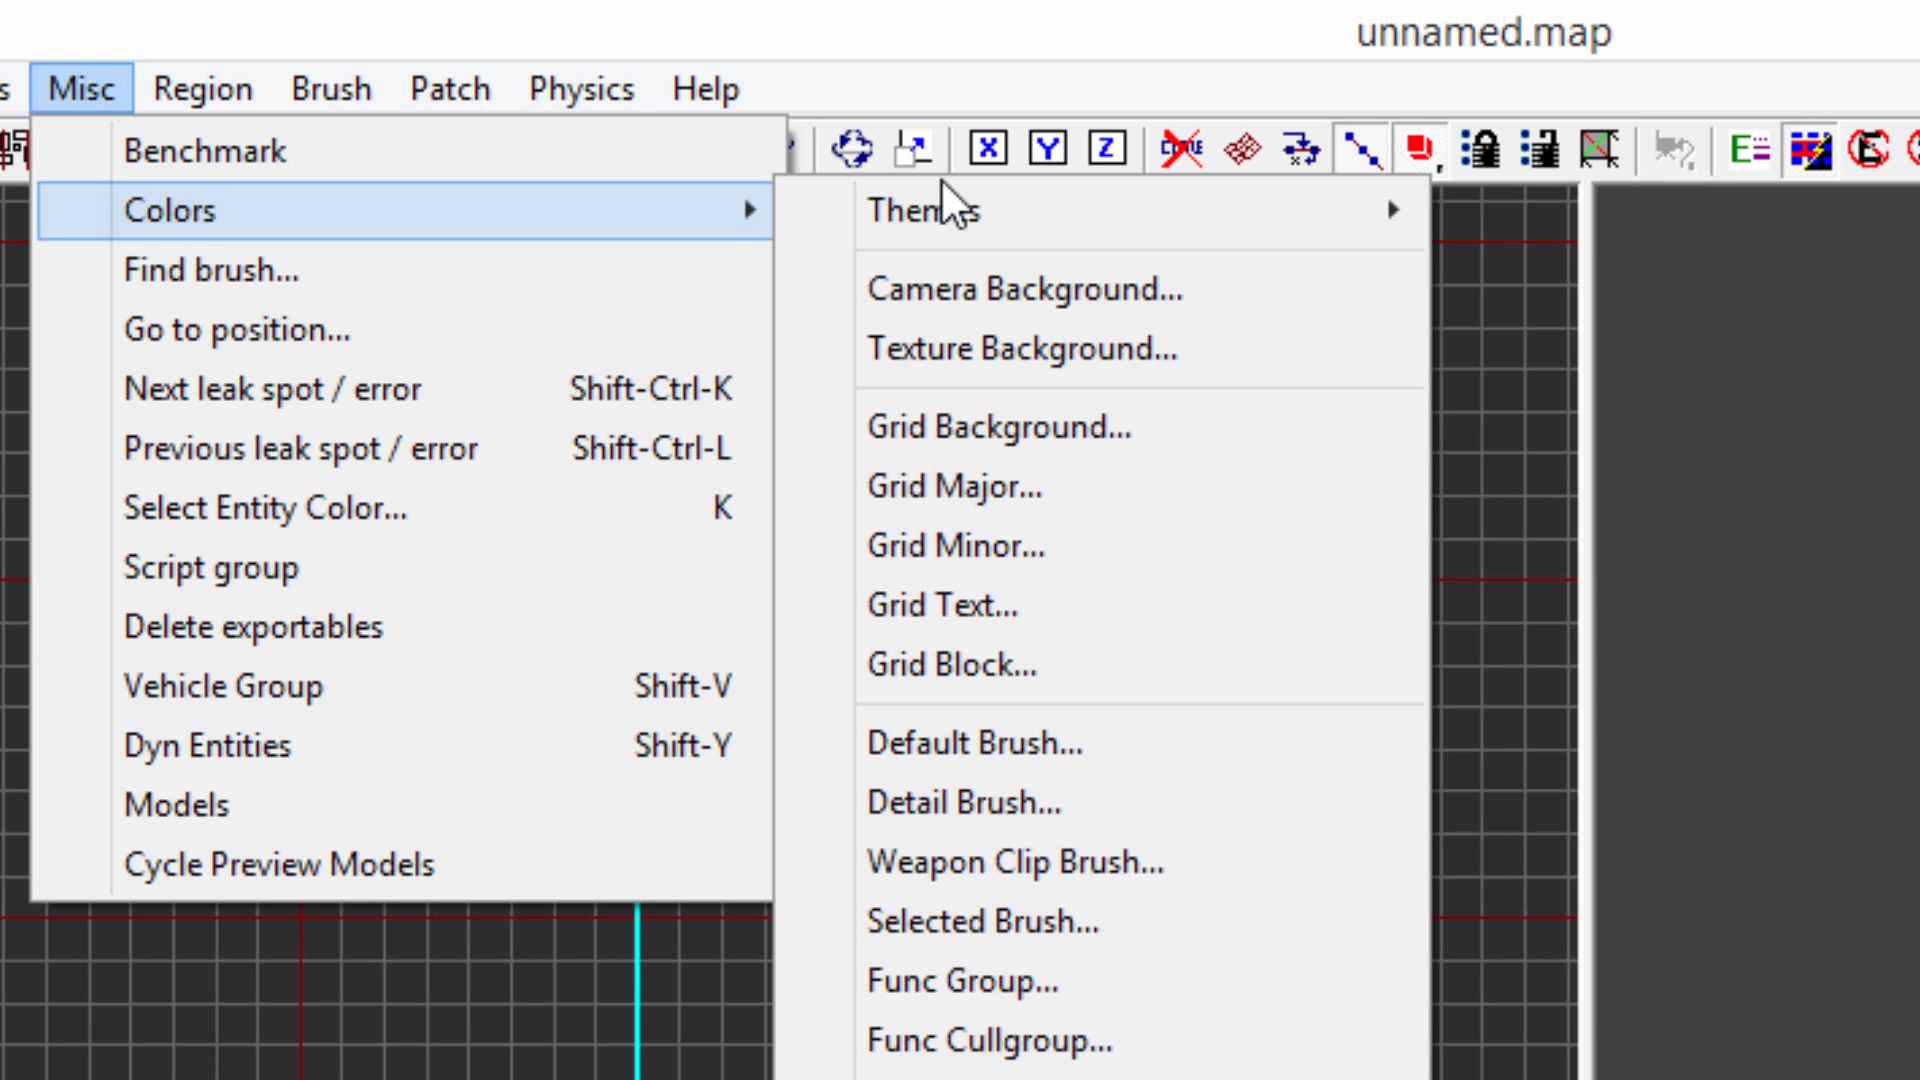 unnamed.map
s Misc Region Brush Patch Physics Help
X Y Z E
Benchmark
Colors
Find brush...
Go to position...
Next leak spot / error Shift-Ctrl-K
Previous leak spot / error Shift-Ctrl-L
Select Entity Color... K
Script group
Delete exportables
Vehicle Group Shift-V
Dyn Entities Shift-Y
Models
Cycle Preview Models
Themes
Camera Background...
Texture Background...
Grid Background...
Grid Major...
Grid Minor...
Grid Text...
Grid Block...
Default Brush...
Detail Brush...
Weapon Clip Brush...
Selected Brush...
Func Group...
Func Cullgroup...